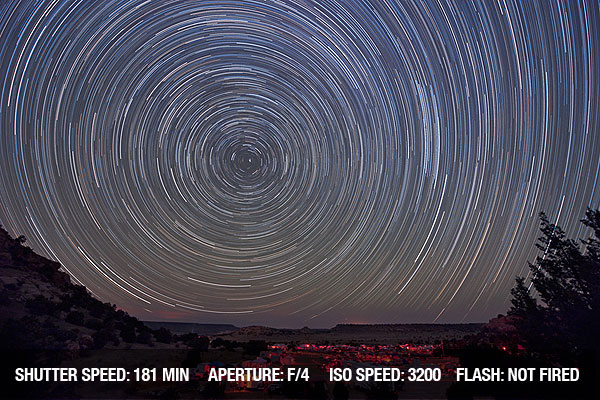 SHUTTER SPEED: 181 MIN APERTURE: F/4 ISO SPEED: 3200 FLASH: NOT FIRED